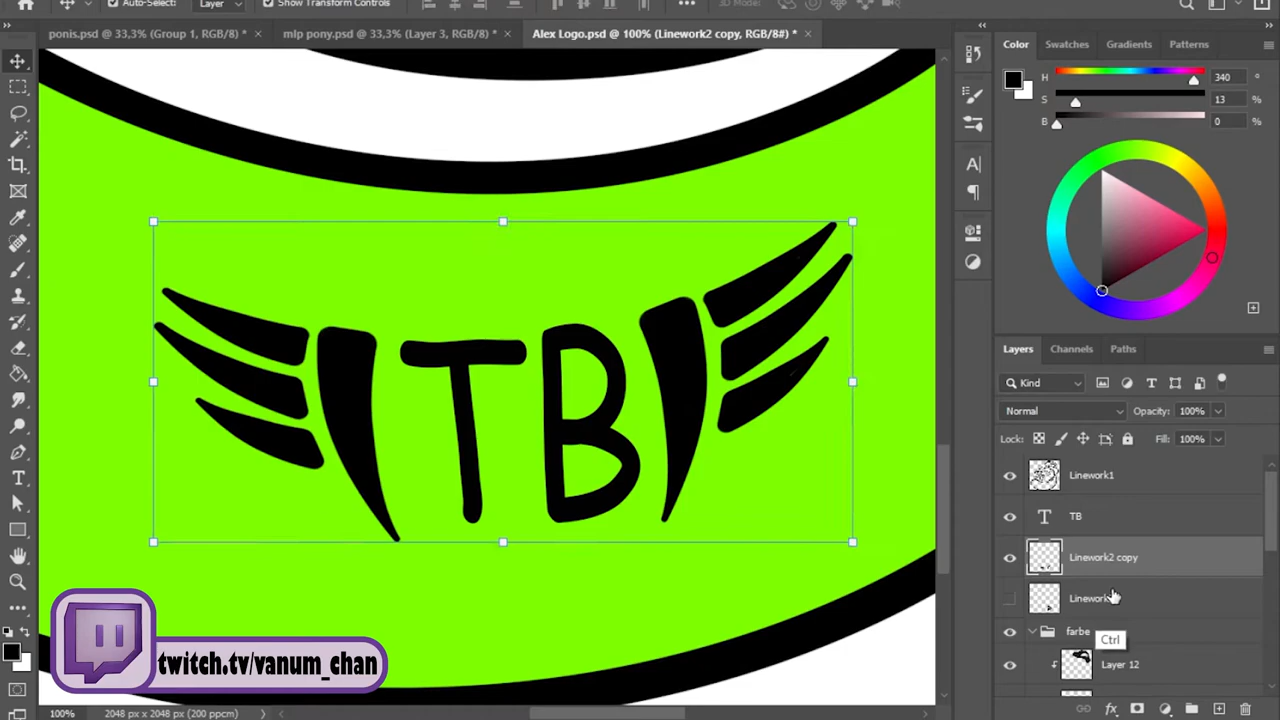 Auto-Select:
Layer
Show Transform Controls
3D Mode:
ponis.psd @ 33,3% (Group 1, RGB/8) * ×
mlp pony.psd @ 33,3% (Layer 3, RGB/8) * ×
Alex Logo.psd @ 100% (Linework2 copy, RGB/8#) * ×
Color
Swatches
Gradients
Patterns
H 340 °
S 13 %
B 0 %
TB
Layers
Channels
Paths
Kind
Normal
Opacity: 100%
Lock:
Fill: 100%
Linework1
TB
Linework2 copy
farbe
Ctrl
Layer 12
twitch.tv/vanum_chan
100%
2048 px x 2048 px (200 ppcm)